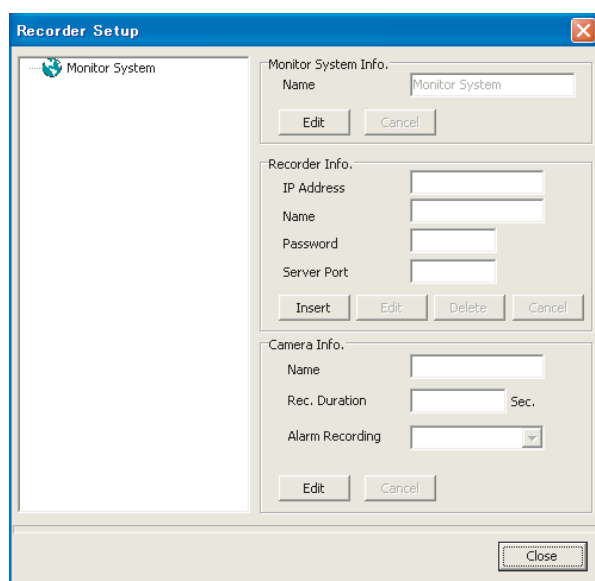 Recorder Setup
Monitor System
Monitor System Info.
Name Monitor System
Edit Cancel
Recorder Info.
IP Address
Name
Password
Server Port
Insert Edit Delete Cancel
Camera Info.
Name
Rec. Duration Sec.
Alarm Recording
Edit Cancel
Close